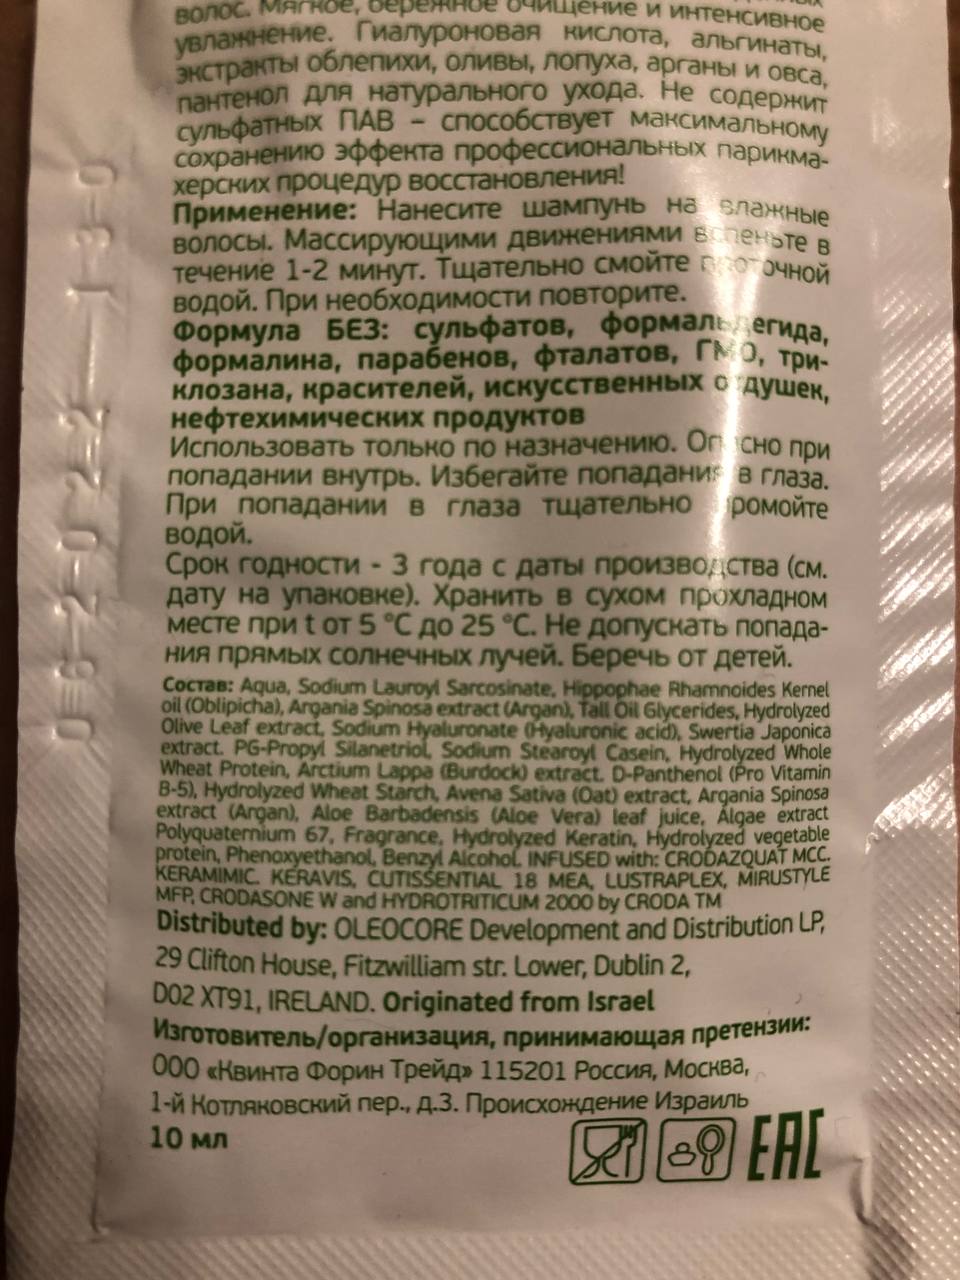 волос. Мягкое, бережное очищение и интенсивное
увлажнение. Гиалуроновая кислота, альгинаты,
экстракты облепихи, оливы, лопуха, арганы и овса,
пантенол для натурального ухода. Не содержит
сульфатных ПАВ – способствует максимальному
сохранению эффекта профессиональных парикма-
херских процедур восстановления!
Применение: Нанесите шампунь на влажные
волосы. Массирующими движениями вспеньте в
течение 1-2 минут. Тщательно смойте проточной
водой. При необходимости повторите.
Формула БЕЗ: сульфатов, формальдегида,
формалина, парабенов, фталатов, ГМО, три-
клозана, красителей, искусственных отдушек,
нефтехимических продуктов
Использовать только по назначению. Опасно при
попадании внутрь. Избегайте попадания в глаза.
При попадании в глаза тщательно промойте
водой.
Срок годности - 3 года с даты производства (см.
дату на упаковке). Хранить в сухом прохладном
месте при t от 5 °C до 25 °C. Не допускать попада-
ния прямых солнечных лучей. Беречь от детей.
Состав: Aqua, Sodium Lauroyl Sarcosinate, Hippophae Rhamnoides Kernel
oil (Oblipicha), Argania Spinosa extract (Argan), Tall Oil Glycerides, Hydrolyzed
Olive Leaf extract, Sodium Hyaluronate (Hyaluronic acid), Swertia Japonica
extract. PG-Propyl Silanetriol, Sodium Stearoyl Casein, Hydrolyzed Whole
Wheat Protein, Arctium Lappa (Burdock) extract. D-Panthenol (Pro Vitamin
B-5), Hydrolyzed Wheat Starch, Avena Sativa (Oat) extract, Argania Spinosa
extract (Argan), Aloe Barbadensis (Aloe Vera) leaf juice, Algae extract
Polyquaternium 67, Fragrance, Hydrolyzed Keratin, Hydrolyzed vegetable
protein, Phenoxyethanol, Benzyl Alcohol. INFUSED with: CRODAZQUAT MCC.
KERAMIMIC. KERAVIS, CUTISSENTIAL 18 MEA, LUSTRAPLEX, MIRUSTYLE
MFP, CRODASONE W and HYDROTRITICUM 2000 by CRODA TM
Distributed by: OLEOCORE Development and Distribution LP,
29 Clifton House, Fitzwilliam str. Lower, Dublin 2,
D02 XT91, IRELAND. Originated from Israel
Изготовитель/организация, принимающая претензии:
ООО «Квинта Форин Трейд» 115201 Россия, Москва,
1-й Котляковский пер., д.3. Происхождение Израиль
10 мл
EAC